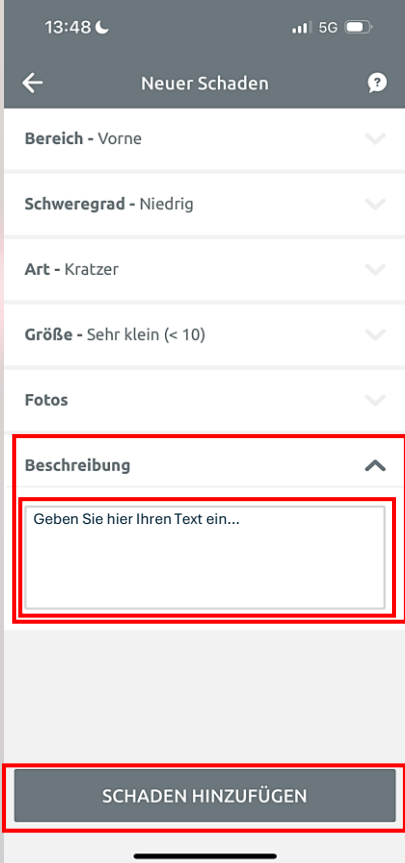 13:48 5G
Neuer Schaden ?
Bereich - Vorne
Schweregrad - Niedrig
Art - Kratzer
Größe - Sehr klein (< 10)
Fotos
Beschreibung
Geben Sie hier Ihren Text ein...
SCHADEN HINZUFÜGEN